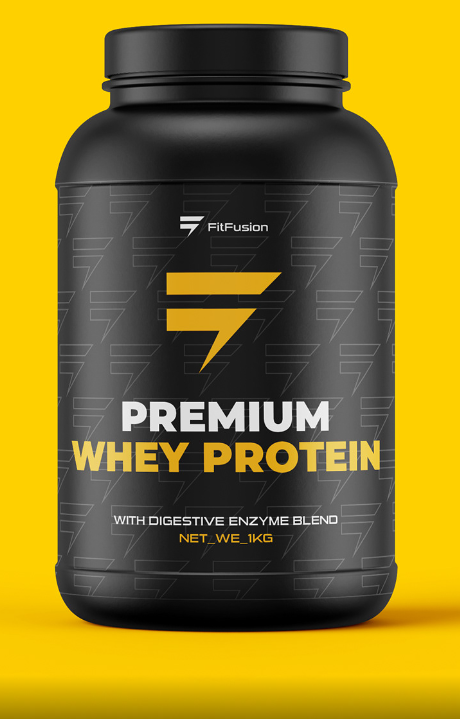 FitFusion
PREMIUM
WHEY PROTEIN
WITH DIGESTIVE ENZYME BLEND
NET_WE_1KG